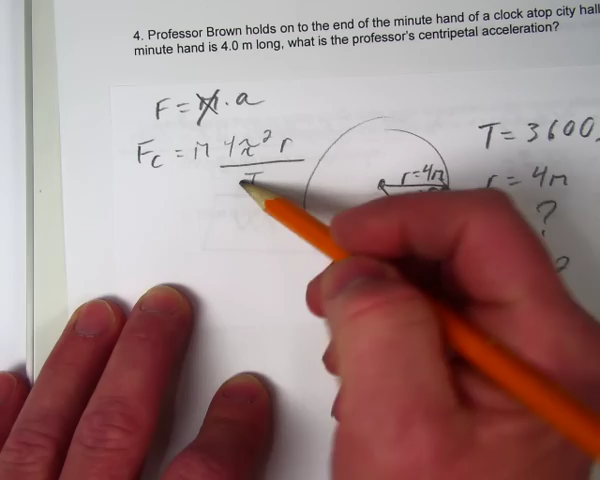 4. Professor Brown holds on to the end of the minute hand of a clock atop city hall
minute hand is 4.0 m long, what is the professor's centripetal acceleration?
F = m · a
T = 3600
Fc = m 4π² r
T
r = 4m
r = 4m
?